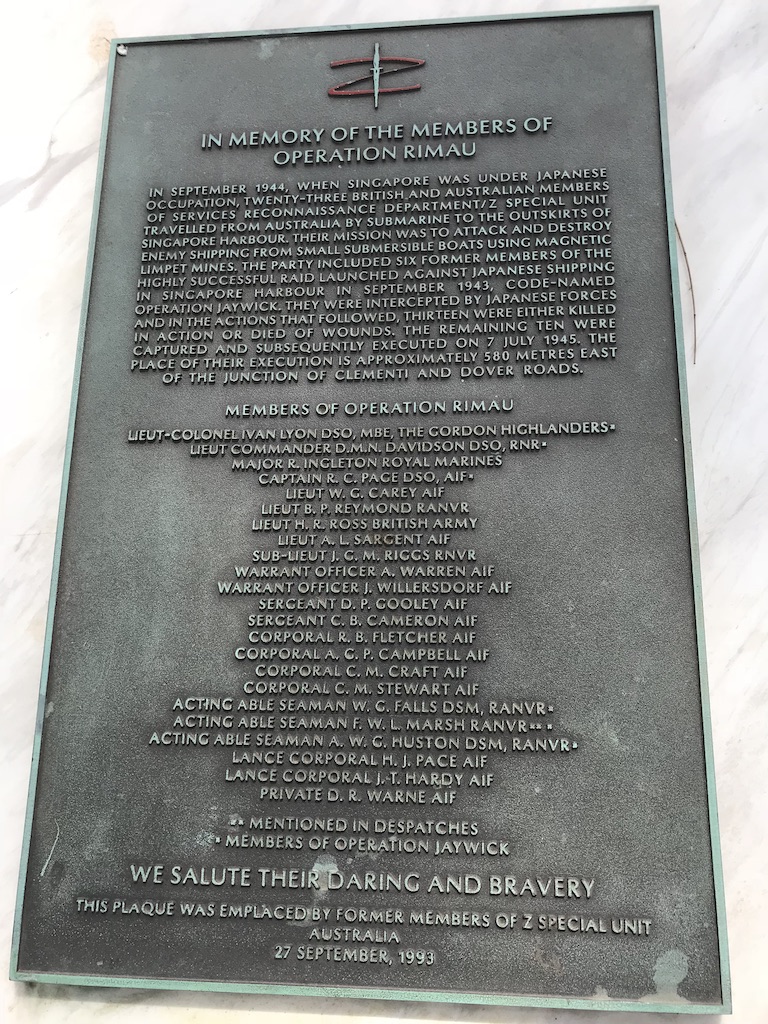 IN MEMORY OF THE MEMBERS OF
OPERATION RIMAU
IN SEPTEMBER 1944, WHEN SINGAPORE WAS UNDER JAPANESE
OCCUPATION, TWENTY-THREE BRITISH AND AUSTRALIAN MEMBERS
OF SERVICES RECONNAISSANCE DEPARTMENT/Z SPECIAL UNIT
TRAVELLED FROM AUSTRALIA BY SUBMARINE TO THE OUTSKIRTS OF
SINGAPORE HARBOUR. THEIR MISSION WAS TO ATTACK AND DESTROY
ENEMY SHIPPING FROM SMALL SUBMERSIBLE BOATS USING MAGNETIC
LIMPET MINES. THE PARTY INCLUDED SIX FORMER MEMBERS OF THE
HIGHLY SUCCESSFUL RAID LAUNCHED AGAINST JAPANESE SHIPPING
IN SINGAPORE HARBOUR IN SEPTEMBER 1943, CODE-NAMED
OPERATION JAYWICK. THEY WERE INTERCEPTED BY JAPANESE FORCES
AND IN THE ACTIONS THAT FOLLOWED, THIRTEEN WERE EITHER KILLED
IN ACTION OR DIED OF WOUNDS. THE REMAINING TEN WERE
CAPTURED AND SUBSEQUENTLY EXECUTED ON 7 JULY 1945. THE
PLACE OF THEIR EXECUTION IS APPROXIMATELY 580 METRES EAST
OF THE JUNCTION OF CLEMENTI AND DOVER ROADS.
MEMBERS OF OPERATION RIMAU
LIEUT-COLONEL IVAN LYON DSO, MBE, THE GORDON HIGHLANDERS*
LIEUT COMMANDER D.M.N. DAVIDSON DSO, RNR*
MAJOR R. INGLETON ROYAL MARINES
CAPTAIN R. C. PAGE DSO, AIF*
LIEUT W. G. CAREY AIF
LIEUT B. P. REYMOND RANVR
LIEUT H. R. ROSS BRITISH ARMY
LIEUT A. L. SARGENT AIF
SUB-LIEUT J. G. M. RIGGS RNVR
WARRANT OFFICER A. WARREN AIF
WARRANT OFFICER J. WILLERSDORF AIF
SERGEANT D. P. GOOLEY AIF
SERGEANT C. B. CAMERON AIF
CORPORAL R. B. FLETCHER AIF
CORPORAL A. G. P. CAMPBELL AIF
CORPORAL C. M. CRAFT AIF
CORPORAL C. M. STEWART AIF
ACTING ABLE SEAMAN W. G. FALLS DSM, RANVR*
ACTING ABLE SEAMAN F. W. L. MARSH RANVR** *
ACTING ABLE SEAMAN A. W. G. HUSTON DSM, RANVR*
LANCE CORPORAL H. J. PACE AIF
LANCE CORPORAL J. T. HARDY AIF
PRIVATE D. R. WARNE AIF
** MENTIONED IN DESPATCHES
* MEMBERS OF OPERATION JAYWICK
WE SALUTE THEIR DARING AND BRAVERY
THIS PLAQUE WAS EMPLACED BY FORMER MEMBERS OF Z SPECIAL UNIT
AUSTRALIA
27 SEPTEMBER, 1993